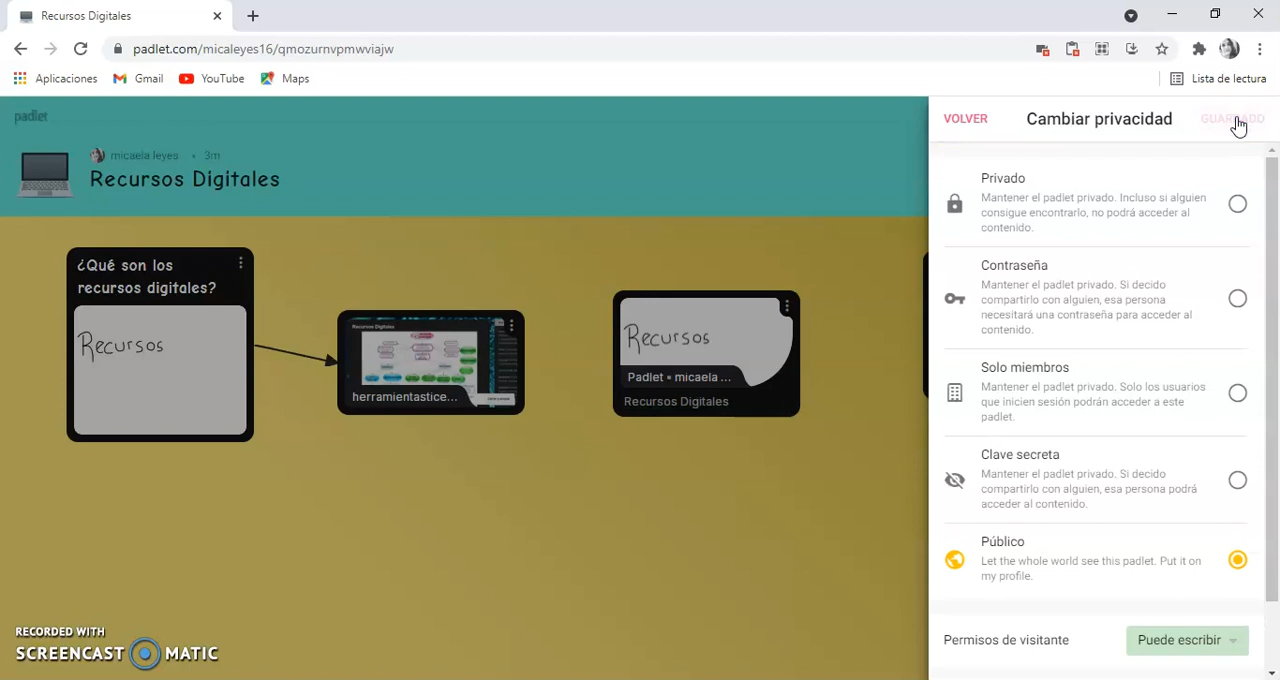 Recursos Digitales
padlet.com/micaleyes16/qmozurnvpmwviajw
Aplicaciones
Gmail
YouTube
Maps
Lista de lectura
padlet
micaela leyes • 3m
Recursos Digitales
¿Qué son los
recursos digitales?
Recursos
Recursos Digitales
herramientastice...
Recursos
Padlet • micaela ...
Recursos Digitales
VOLVER
Cambiar privacidad
GUARDADO
Privado
Mantener el padlet privado. Incluso si alguien
consigue encontrarlo, no podrá acceder al
contenido.
Contraseña
Mantener el padlet privado. Si decido
compartirlo con alguien, esa persona
necesitará una contraseña para acceder al
contenido.
Solo miembros
Mantener el padlet privado. Solo los usuarios
que inicien sesión podrán acceder a este
padlet.
Clave secreta
Mantener el padlet privado. Si decido
compartirlo con alguien, esa persona podrá
acceder al contenido.
Público
Let the whole world see this padlet. Put it on
my profile.
Permisos de visitante
Puede escribir
RECORDED WITH
SCREENCAST MATIC